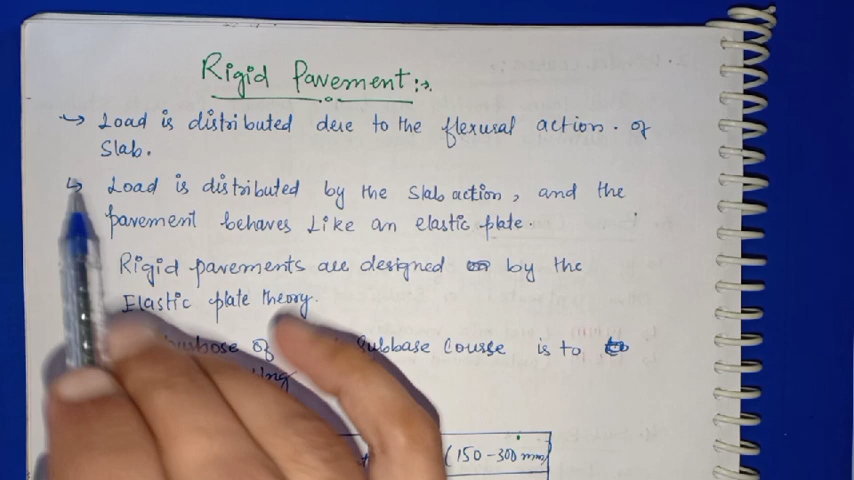 Rigid Pavement :→
→ Load is distributed due to the flexural action. of
Slab.
↳ Load is distributed by the Slab action, and the
pavement behaves Like an elastic plate.
Rigid pavements are designed by the
Elastic plate theory.
of Subbase Course is to
(150-300 mm)